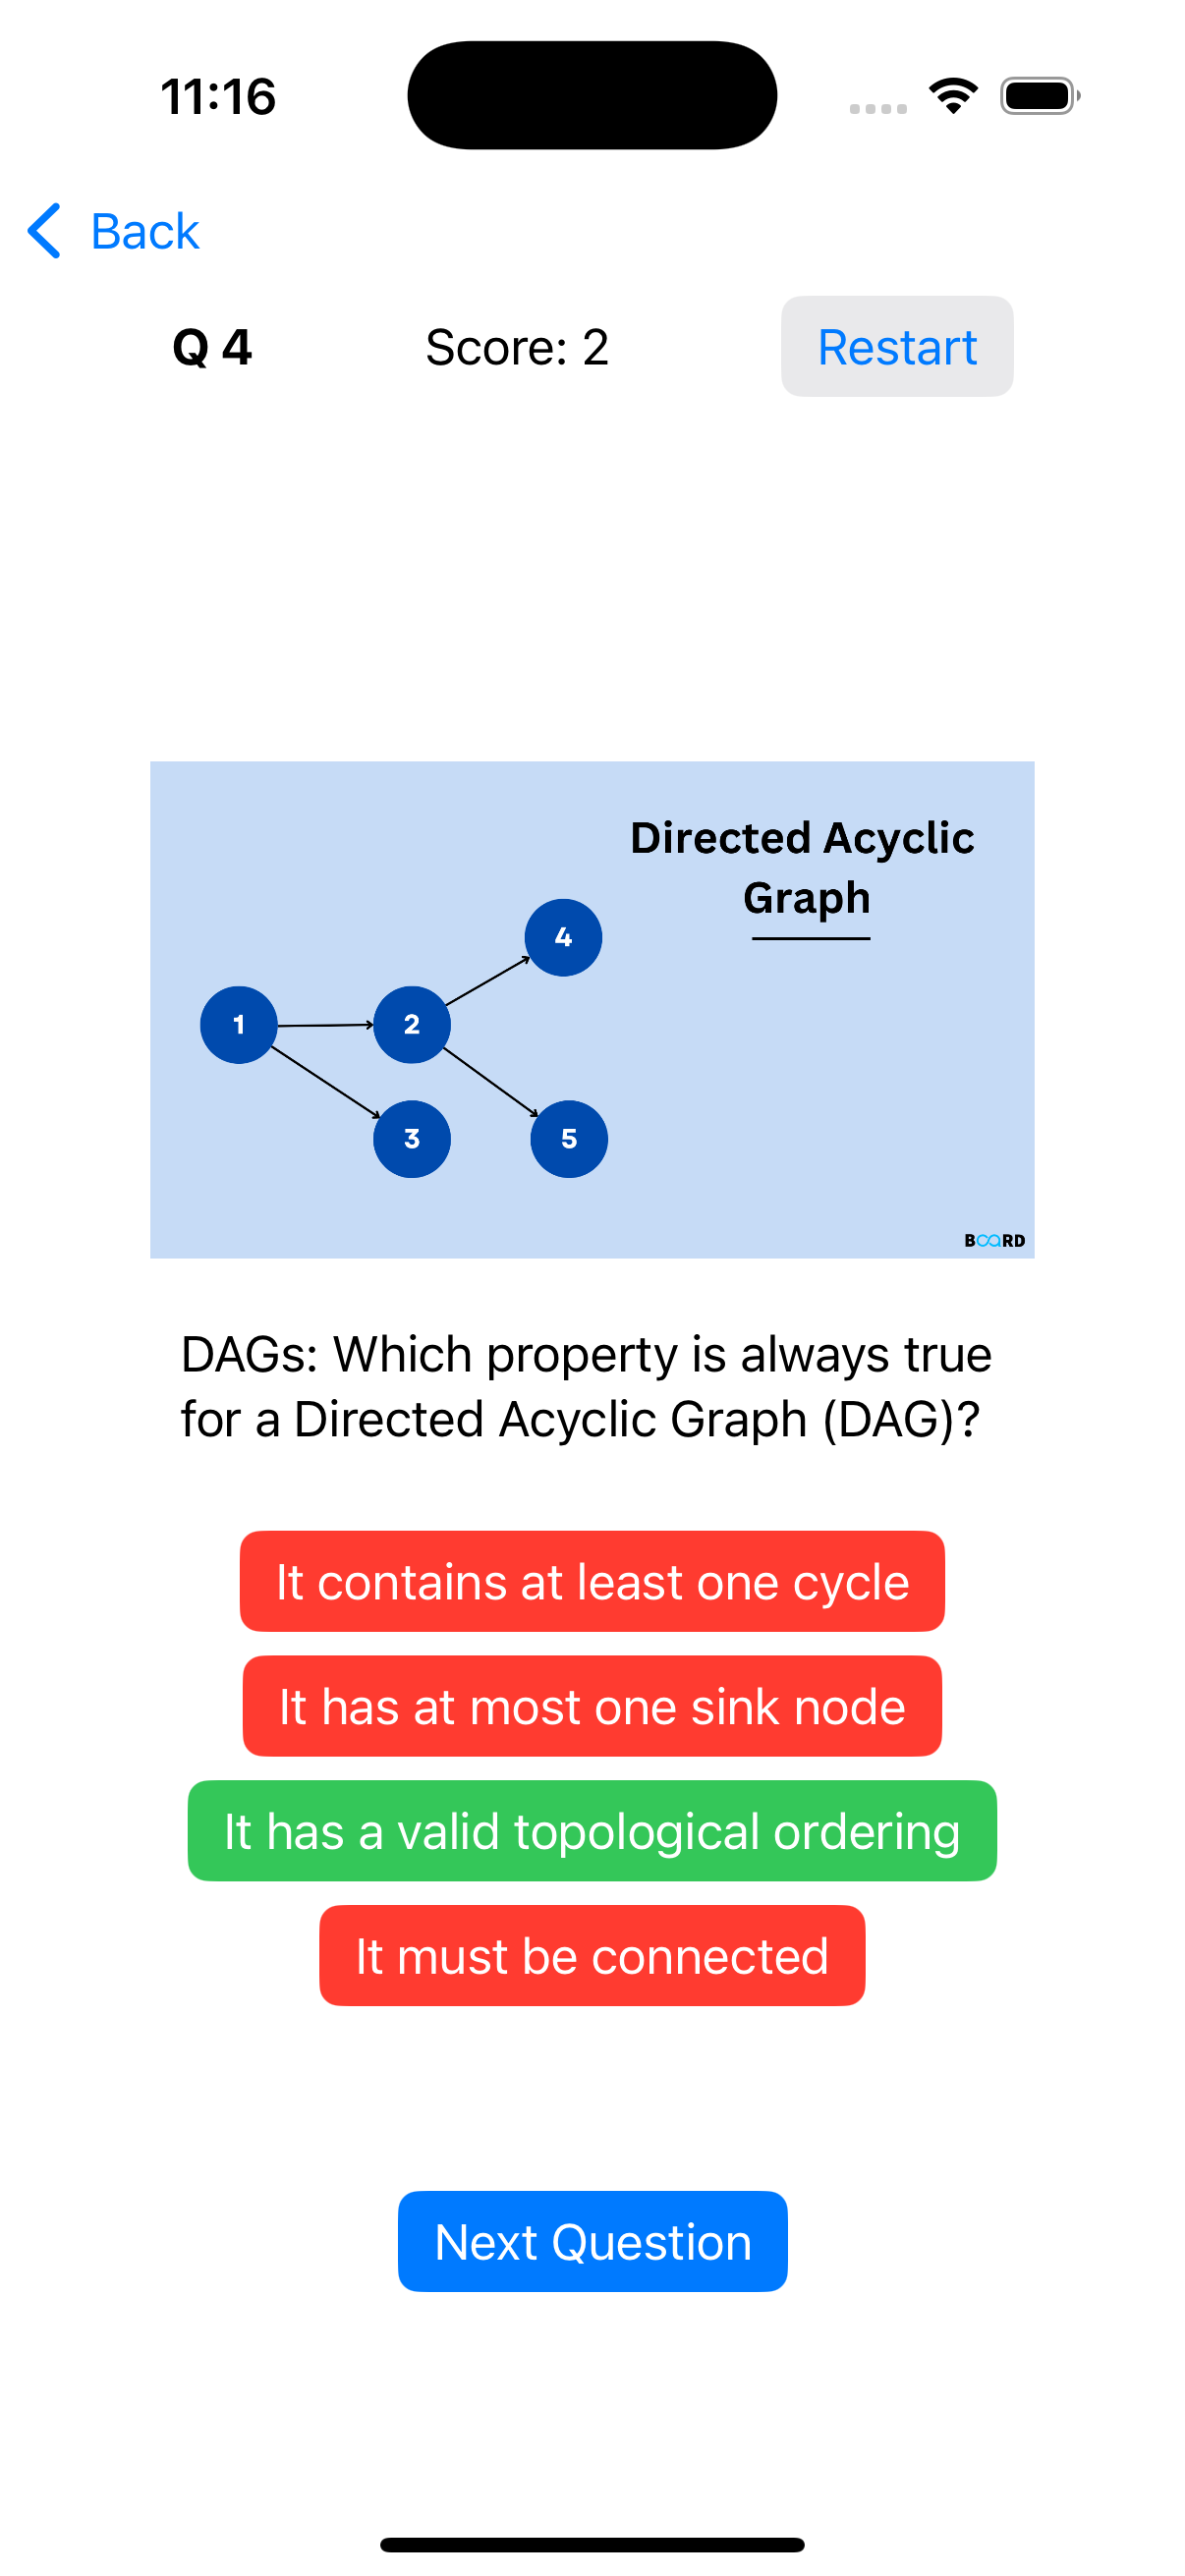 11:16
Back
Q 4
Score: 2
Restart
Directed Acyclic
Graph
4
1
2
3
5
BOARD
DAGs: Which property is always true
for a Directed Acyclic Graph (DAG)?
It contains at least one cycle
It has at most one sink node
It has a valid topological ordering
It must be connected
Next Question